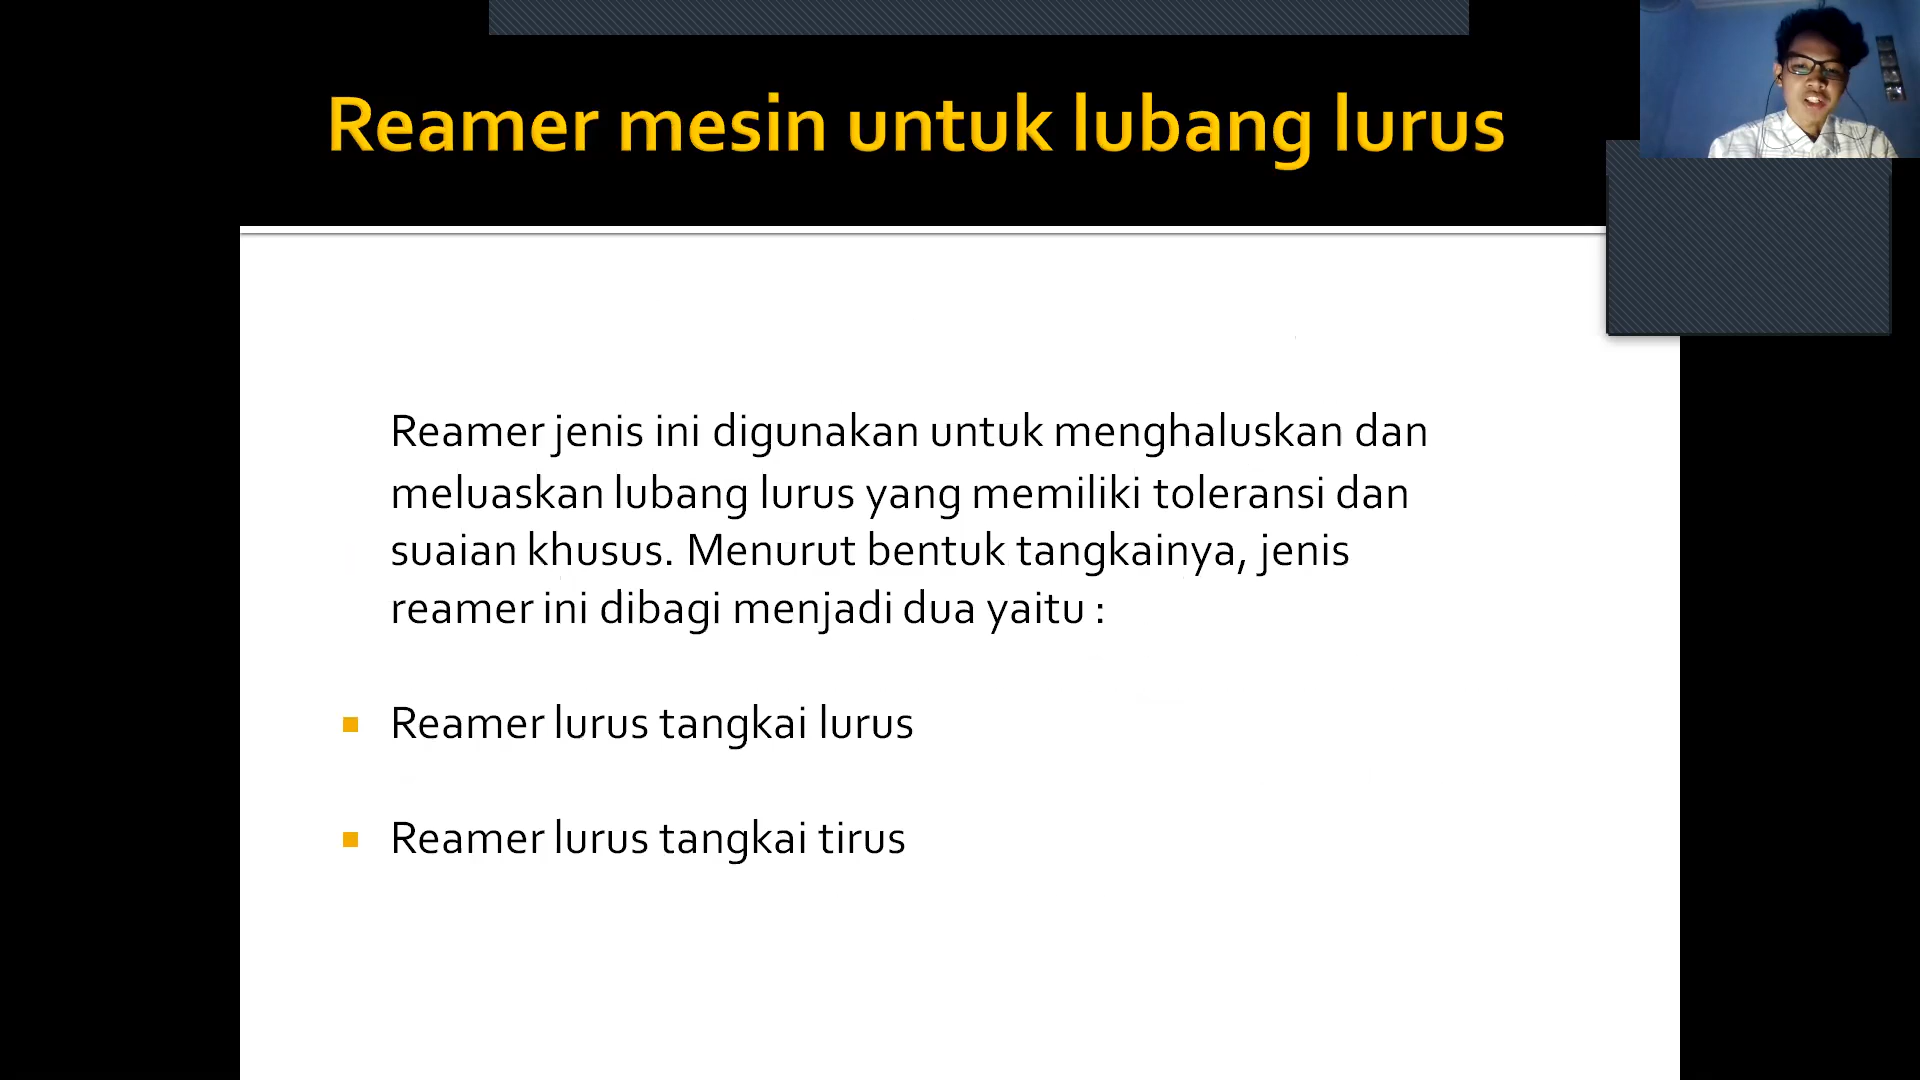 Reamer mesin untuk lubang lurus
Reamer jenis ini digunakan untuk menghaluskan dan
meluaskan lubang lurus yang memiliki toleransi dan
suaian khusus. Menurut bentuk tangkainya, jenis
reamer ini dibagi menjadi dua yaitu :
Reamer lurus tangkai lurus
Reamer lurus tangkai tirus